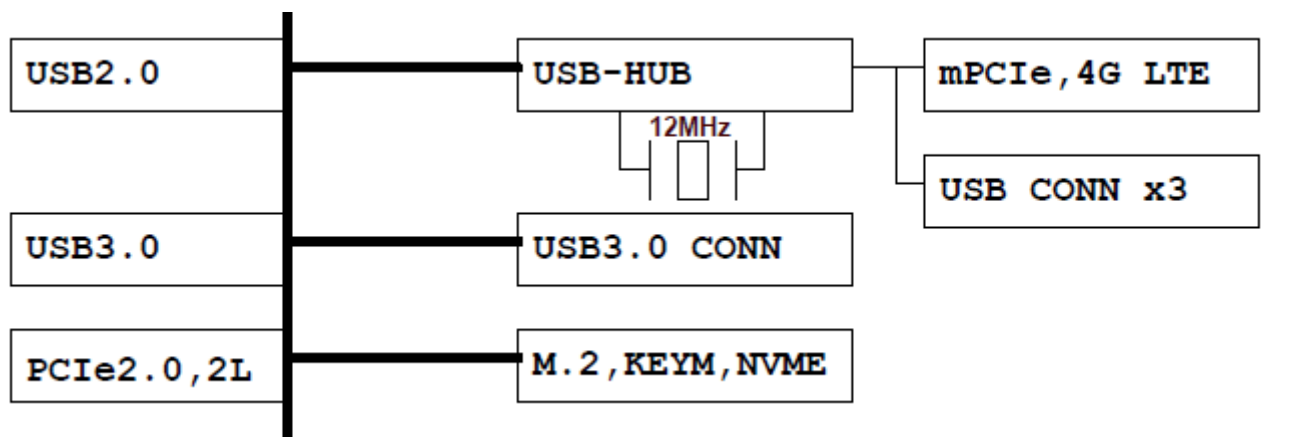 USB2.0
USB-HUB
mPCIe,4G LTE
12MHz
USB CONN x3
USB3.0
USB3.0 CONN
PCIe2.0,2L
M.2,KEYM,NVME